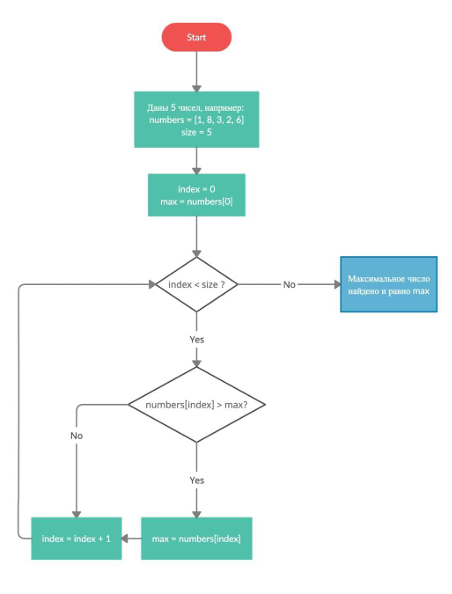 Start
Даны 5 чисел, например:
numbers = [1, 8, 3, 2, 6]
size = 5
index = 0
max = numbers[0]
index < size ?
No
Максимальное число
найдено и равно max
Yes
numbers[index] > max?
No
Yes
index = index + 1
max = numbers[index]